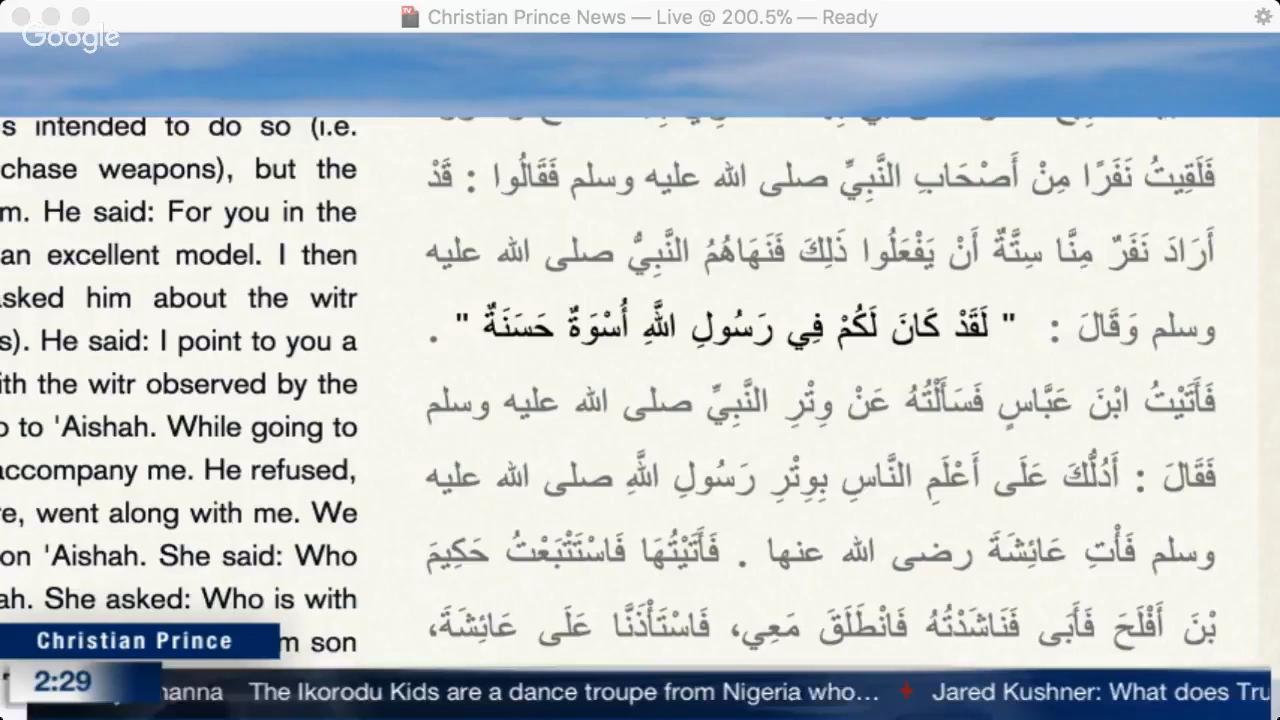 Christian Prince News — Live @ 200.5% — Ready
Google
s intended to do so (i.e.
chase weapons), but the
m. He said: For you in the
an excellent model. I then
asked him about the witr
s). He said: I point to you a
ith the witr observed by the
o to 'Aishah. While going to
accompany me. He refused,
re, went along with me. We
on 'Aishah. She said: Who
ah. She asked: Who is with
m son
فَلَقِيتُ نَفَرًا مِنْ أَصْحَابِ النَّبِيِّ صلى الله عليه وسلم فَقَالُوا : قَدْ
أَرَادَ نَفَرٌ مِنَّا سِتَّةٌ أَنْ يَفْعَلُوا ذَلِكَ فَنَهَاهُمُ النَّبِيُّ صلى الله عليه
وسلم وَقَالَ : " لَقَدْ كَانَ لَكُمْ فِي رَسُولِ اللَّهِ أُسْوَةٌ حَسَنَةٌ " .
فَأَتَيْتُ ابْنَ عَبَّاسٍ فَسَأَلْتُهُ عَنْ وِتْرِ النَّبِيِّ صلى الله عليه وسلم
فَقَالَ : أَدُلُّكَ عَلَى أَعْلَمِ النَّاسِ بِوِتْرِ رَسُولِ اللَّهِ صلى الله عليه
وسلم فَأْتِ عَائِشَةَ رضى الله عنها . فَأَتَيْتُهَا فَاسْتَتْبَعْتُ حَكِيمَ
بْنَ أَفْلَحَ فَأَبَى فَنَاشَدْتُهُ فَانْطَلَقَ مَعِي، فَاسْتَأْذَنَّا عَلَى عَائِشَةَ،
Christian Prince
2:29
hanna The Ikorodu Kids are a dance troupe from Nigeria who... Jared Kushner: What does Tru